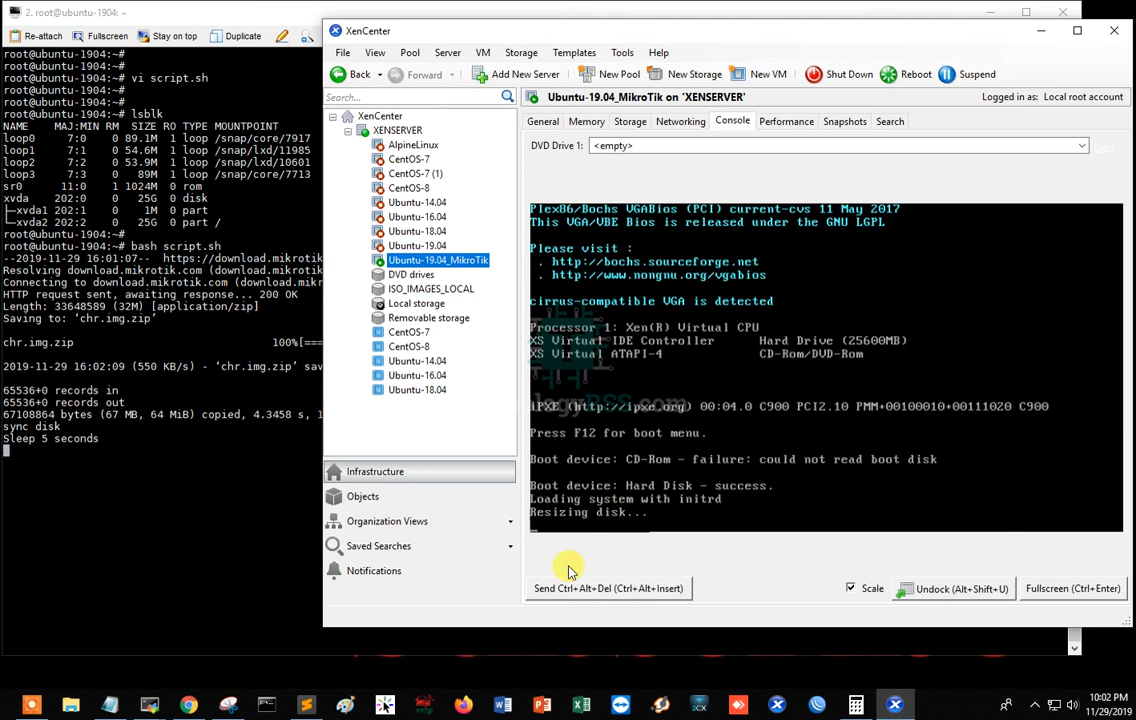 2. root@ubuntu-1904: ~
Re-attach Fullscreen Stay on top Duplicate
root@ubuntu-1904:~#
root@ubuntu-1904:~# vi script.sh
root@ubuntu-1904:~#
root@ubuntu-1904:~#
root@ubuntu-1904:~# lsblk
NAME MAJ:MIN RM SIZE RO TYPE MOUNTPOINT
loop0 7:0 0 89.1M 1 loop /snap/core/7917
loop1 7:1 0 54.6M 1 loop /snap/lxd/11985
loop2 7:2 0 53.9M 1 loop /snap/lxd/10601
loop3 7:3 0 89M 1 loop /snap/core/7713
sr0 11:0 1 1024M 0 rom
xvda 202:0 0 25G 0 disk
├─xvda1 202:1 0 1M 0 part
└─xvda2 202:2 0 25G 0 part /
root@ubuntu-1904:~# bash script.sh
--2019-11-29 16:01:07-- https://download.mikrotik
Resolving download.mikrotik.com (download.mikrotik
Connecting to download.mikrotik.com (download.mikro
HTTP request sent, awaiting response... 200 OK
Length: 33648589 (32M) [application/zip]
Saving to: ‘chr.img.zip’
chr.img.zip 100%[===
2019-11-29 16:02:09 (550 KB/s) - ‘chr.img.zip’ sav
65536+0 records in
65536+0 records out
67108864 bytes (67 MB, 64 MiB) copied, 4.3458 s, 1
sync disk
Sleep 5 seconds
XenCenter
File View Pool Server VM Storage Templates Tools Help
Back Forward Add New Server New Pool New Storage New VM Shut Down Reboot Suspend
Search...
Ubuntu-19.04_MikroTik on 'XENSERVER'
Logged in as: Local root account
XenCenter
XENSERVER
AlpineLinux
CentOS-7
CentOS-7 (1)
CentOS-8
Ubuntu-14.04
Ubuntu-16.04
Ubuntu-18.04
Ubuntu-19.04
Ubuntu-19.04_MikroTik
DVD drives
ISO_IMAGES_LOCAL
Local storage
Removable storage
CentOS-7
CentOS-8
Ubuntu-14.04
Ubuntu-16.04
Ubuntu-18.04
Infrastructure
Objects
Organization Views
Saved Searches
Notifications
General Memory Storage Networking Console Performance Snapshots Search
DVD Drive 1: <empty>
Plex86/Bochs VGABios (PCI) current-cvs 11 May 2017
This VGA/VBE Bios is released under the GNU LGPL
Please visit :
. http://bochs.sourceforge.net
. http://www.nongnu.org/vgabios
cirrus-compatible VGA is detected
Processor 1: Xen(R) Virtual CPU
XS Virtual IDE Controller Hard Drive (25600MB)
XS Virtual ATAPI-4 CD-Rom/DVD-Rom
iPXE (http://ipxe.org) 00:04.0 C900 PCI2.10 PMM+00100010+00111020 C900
Press F12 for boot menu.
Boot device: CD-Rom - failure: could not read boot disk
Boot device: Hard Disk - success.
Loading system with initrd
Resizing disk...
Send Ctrl+Alt+Del (Ctrl+Alt+Insert)
Scale
Undock (Alt+Shift+U)
Fullscreen (Ctrl+Enter)
10:02 PM
11/29/2019